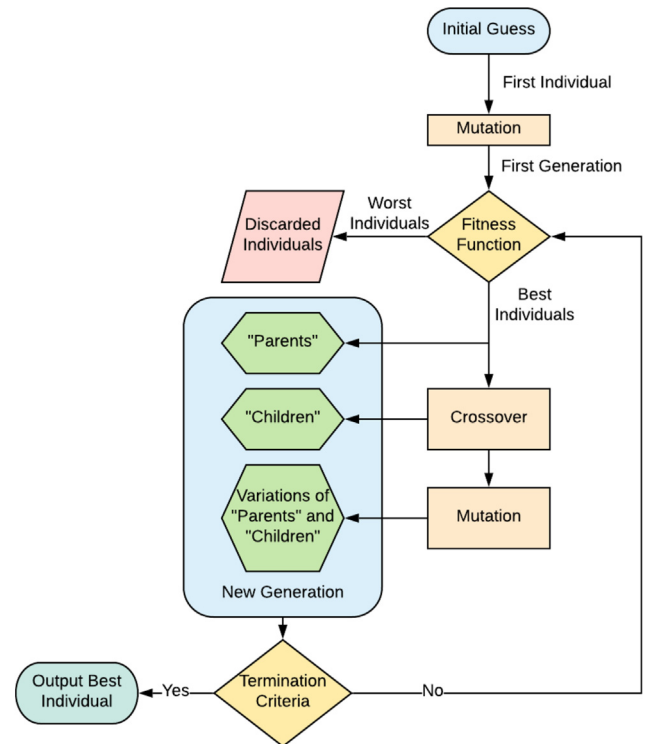 Initial Guess
First Individual
Mutation
First Generation
Worst
Individuals
Discarded
Individuals
Fitness
Function
Best
Individuals
"Parents"
"Children"
Crossover
Variations of
"Parents" and
"Children"
Mutation
New Generation
Output Best
Individual
Yes
Termination
Criteria
No